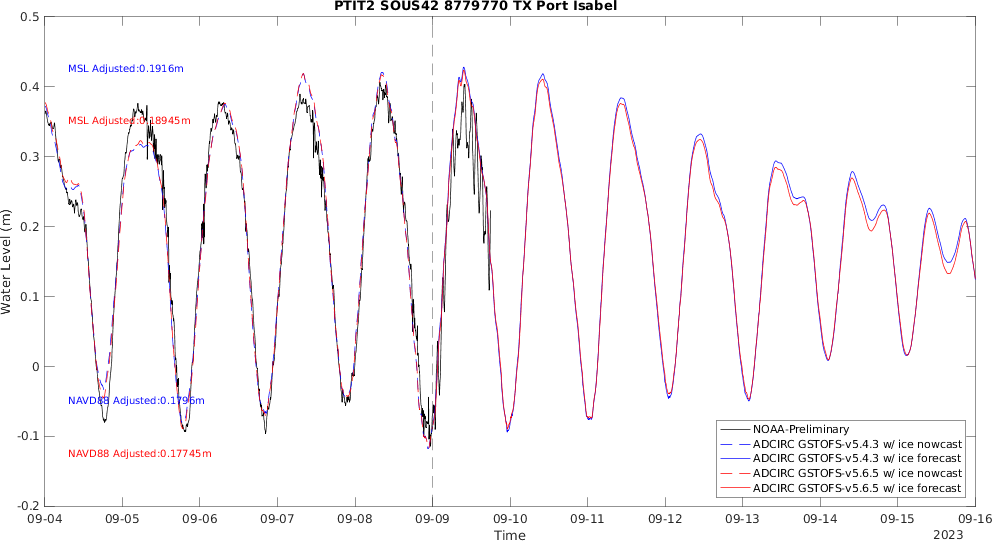 PTIT2 SOUS42 8779770 TX Port Isabel
0.5
0.4
0.3
0.2
0.1
0
-0.1
-0.2
Water Level (m)
MSL Adjusted:0.1916m
MSL Adjusted:0.18945m
NAVD88 Adjusted:0.1796m
NAVD88 Adjusted:0.17745m
NOAA-Preliminary
ADCIRC GSTOFS-v5.4.3 w/ ice nowcast
ADCIRC GSTOFS-v5.4.3 w/ ice forecast
ADCIRC GSTOFS-v5.6.5 w/ ice nowcast
ADCIRC GSTOFS-v5.6.5 w/ ice forecast
09-04 09-05 09-06 09-07 09-08 09-09 09-10 09-11 09-12 09-13 09-14 09-15 09-16
Time
2023